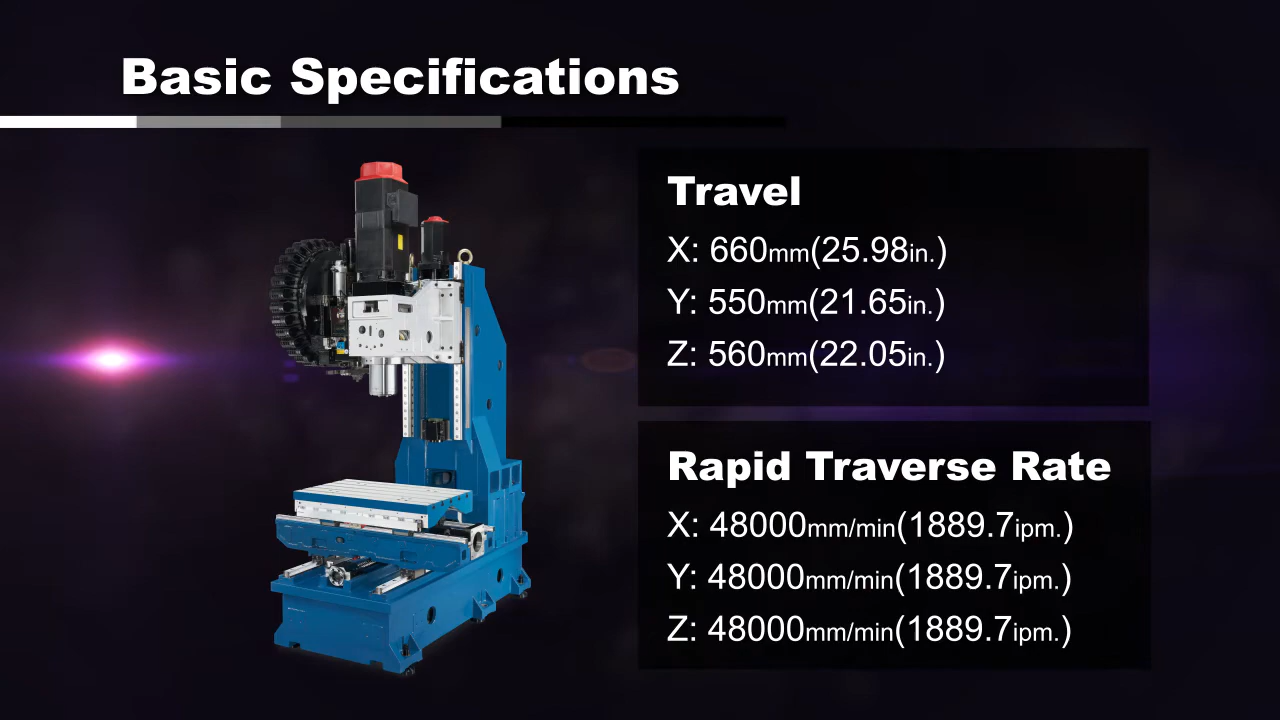 Basic Specifications
Travel
X: 660mm(25.98in.)
Y: 550mm(21.65in.)
Z: 560mm(22.05in.)
Rapid Traverse Rate
X: 48000mm/min(1889.7ipm.)
Y: 48000mm/min(1889.7ipm.)
Z: 48000mm/min(1889.7ipm.)